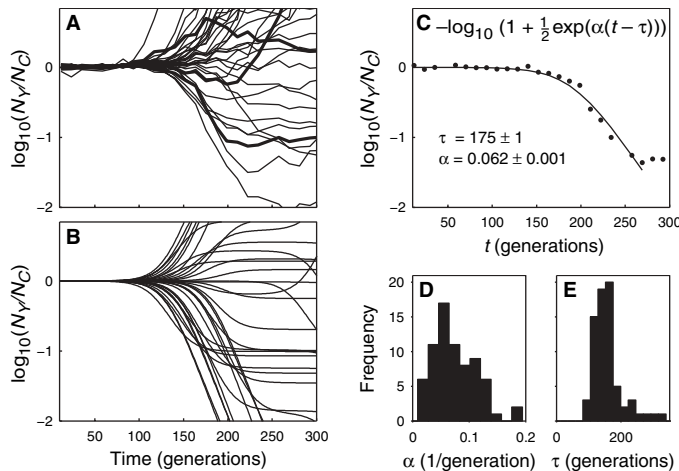 A
log10(NY/NC)
0
-1
-2
B
log10(NY/NC)
0
-1
-2
50 100 150 200 250 300
Time (generations)
C −log10 (1 + 1/2 exp(α(t − τ)))
log10(NY/NC)
0
-1
-2
τ = 175 ± 1
α = 0.062 ± 0.001
50 100 150 200 250 300
t (generations)
D
Frequency
20
15
10
5
0
0 0.1 0.2
α (1/generation)
E
0 200
τ (generations)